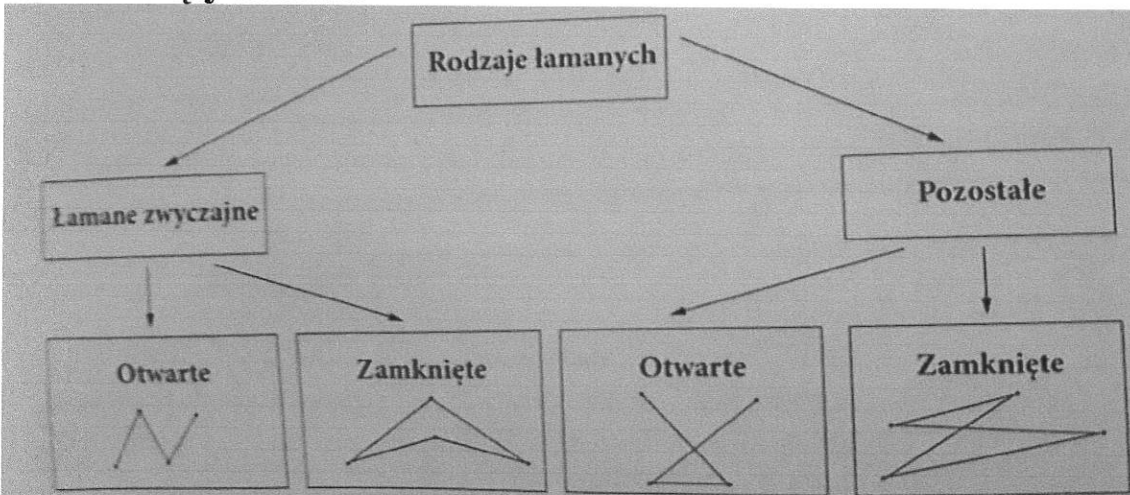 Rodzaje łamanych
Łamane zwyczajne
Pozostałe
Otwarte
Zamknięte
Otwarte
Zamknięte